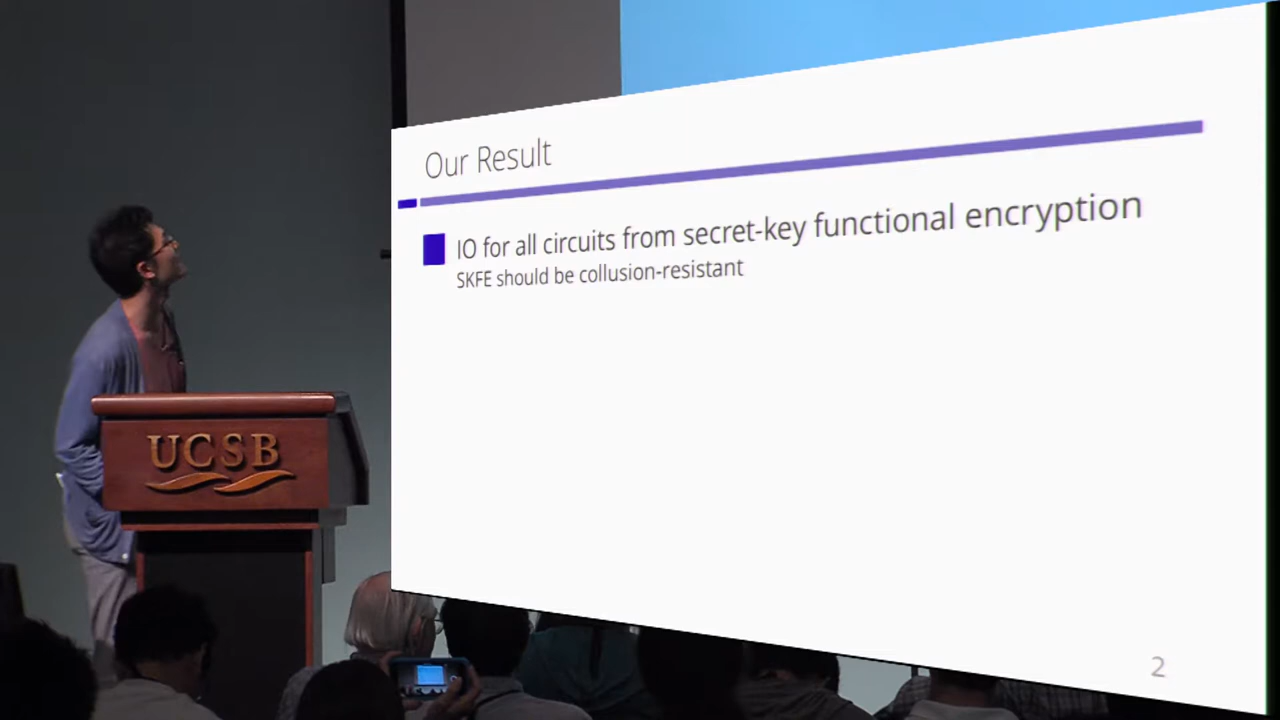 Our Result
IO for all circuits from secret-key functional encryption
SKFE should be collusion-resistant
UCSB
2